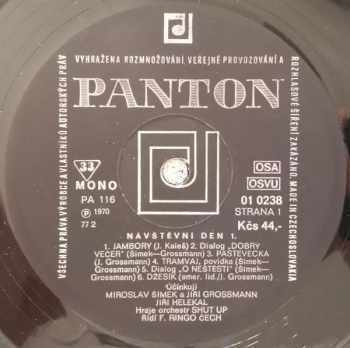 VYHRAŽENA ROZMNOŽOVÁNÍ, VEŘEJNÉ PROVOZOVÁNÍ A
ROZHLASOVÉ ŠÍŘENÍ ZAKÁZÁNO. MADE IN CZECHOSLOVAKIA
VŠECHNA PRÁVA VÝROBCE A VLASTNÍKŮ AUTORSKÝCH PRÁV
PANTON
33
MONO
PA 116
Ⓟ 1970
77 2
OSA
OSVU
01 0238
STRANA 1
Kčs 44,-
NÁVŠTĚVNÍ DEN 1.
1. JAMBORY (J. Kaleš) 2. Dialog „DOBRÝ
VEČER" (Šimek—Grossmann) 3. PASTEVECKÁ
(J. Grossmann) 4. TRAMVAJ, povídka (Šimek—
Grossmann) 5. Dialog „O NEŠTĚSTÍ" (Šimek—
Grossmann) 6. DŽESIK (amer. lid./J. Grossmann)
Účinkují
MIROSLAV ŠIMEK & JIŘÍ GROSSMANN
JIŘÍ HELEKAL
Hraje orchestr SHUT UP
Řídí F. RINGO ČECH